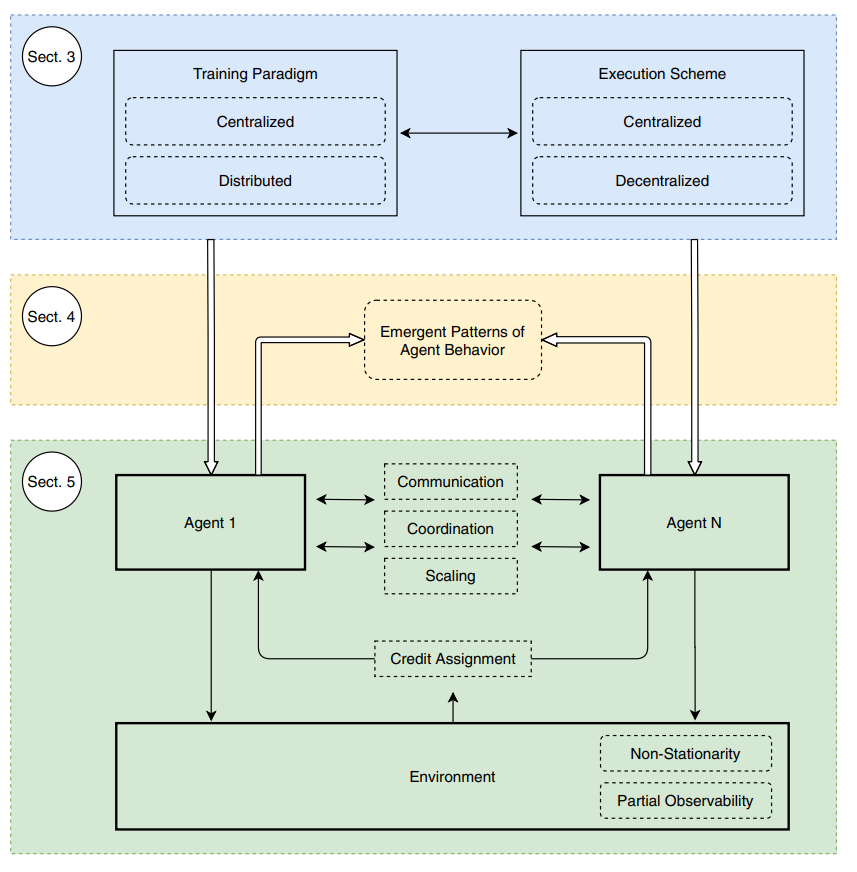 Sect. 3
Training Paradigm
Centralized
Distributed
Execution Scheme
Centralized
Decentralized
Sect. 4
Emergent Patterns of
Agent Behavior
Sect. 5
Agent 1
Communication
Coordination
Scaling
Agent N
Credit Assignment
Environment
Non-Stationarity
Partial Observability